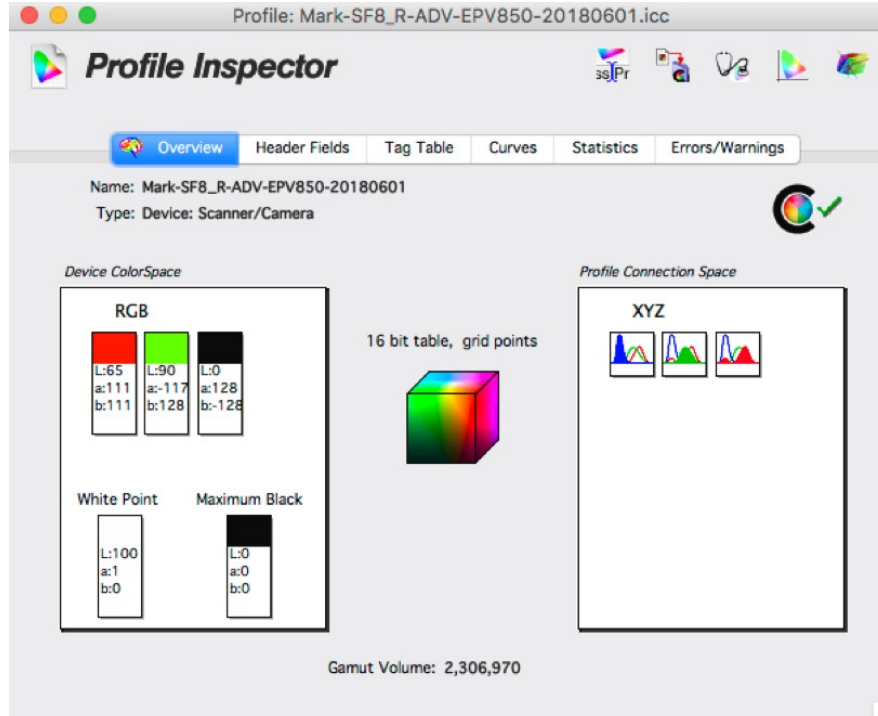 Profile: Mark-SF8_R-ADV-EPV850-20180601.icc
Profile Inspector
ss Pr
Overview Header Fields Tag Table Curves Statistics Errors/Warnings
Name: Mark-SF8_R-ADV-EPV850-20180601
Type: Device: Scanner/Camera
Device ColorSpace
Profile Connection Space
RGB
XYZ
16 bit table, grid points
L:65 L:90 L:0
a:111 a:-117 a:128
b:111 b:128 b:-128
White Point Maximum Black
L:100 L:0
a:1 a:0
b:0 b:0
Gamut Volume: 2,306,970